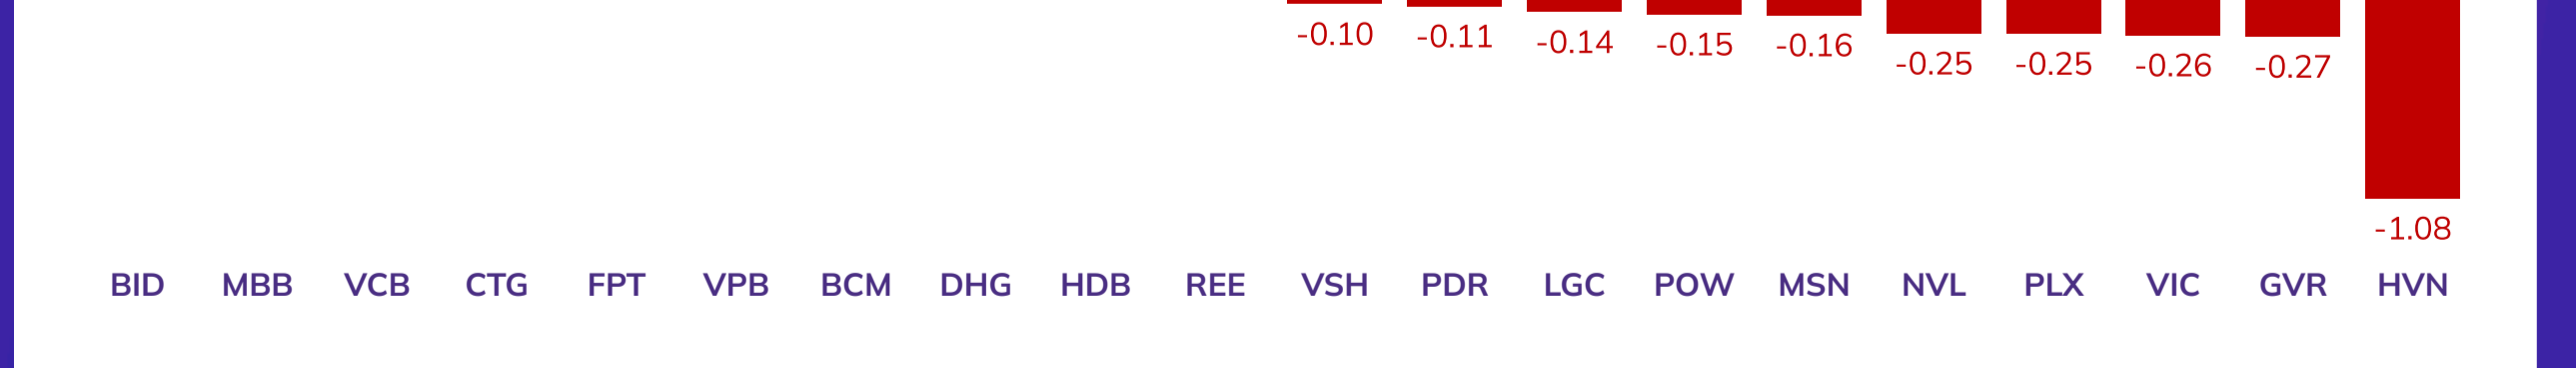 -0.10 -0.11 -0.14 -0.15 -0.16 -0.25 -0.25 -0.26 -0.27
-1.08
BID MBB VCB CTG FPT VPB BCM DHG HDB REE VSH PDR LGC POW MSN NVL PLX VIC GVR HVN